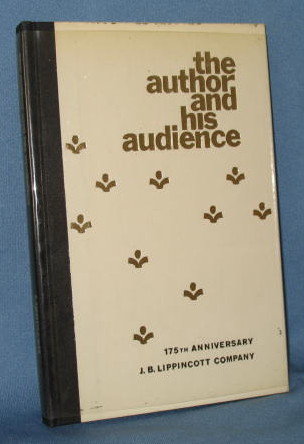 the
author
and
his
audience
175TH ANNIVERSARY
J. B. LIPPINCOTT COMPANY